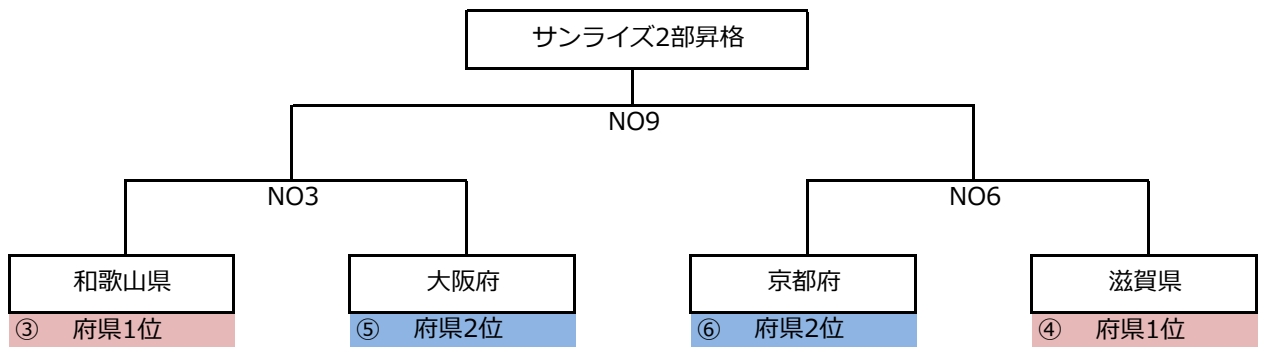 サンライズ2部昇格
NO9
NO3
NO6
和歌山県
大阪府
京都府
滋賀県
③ 府県1位
⑤ 府県2位
⑥ 府県2位
④ 府県1位